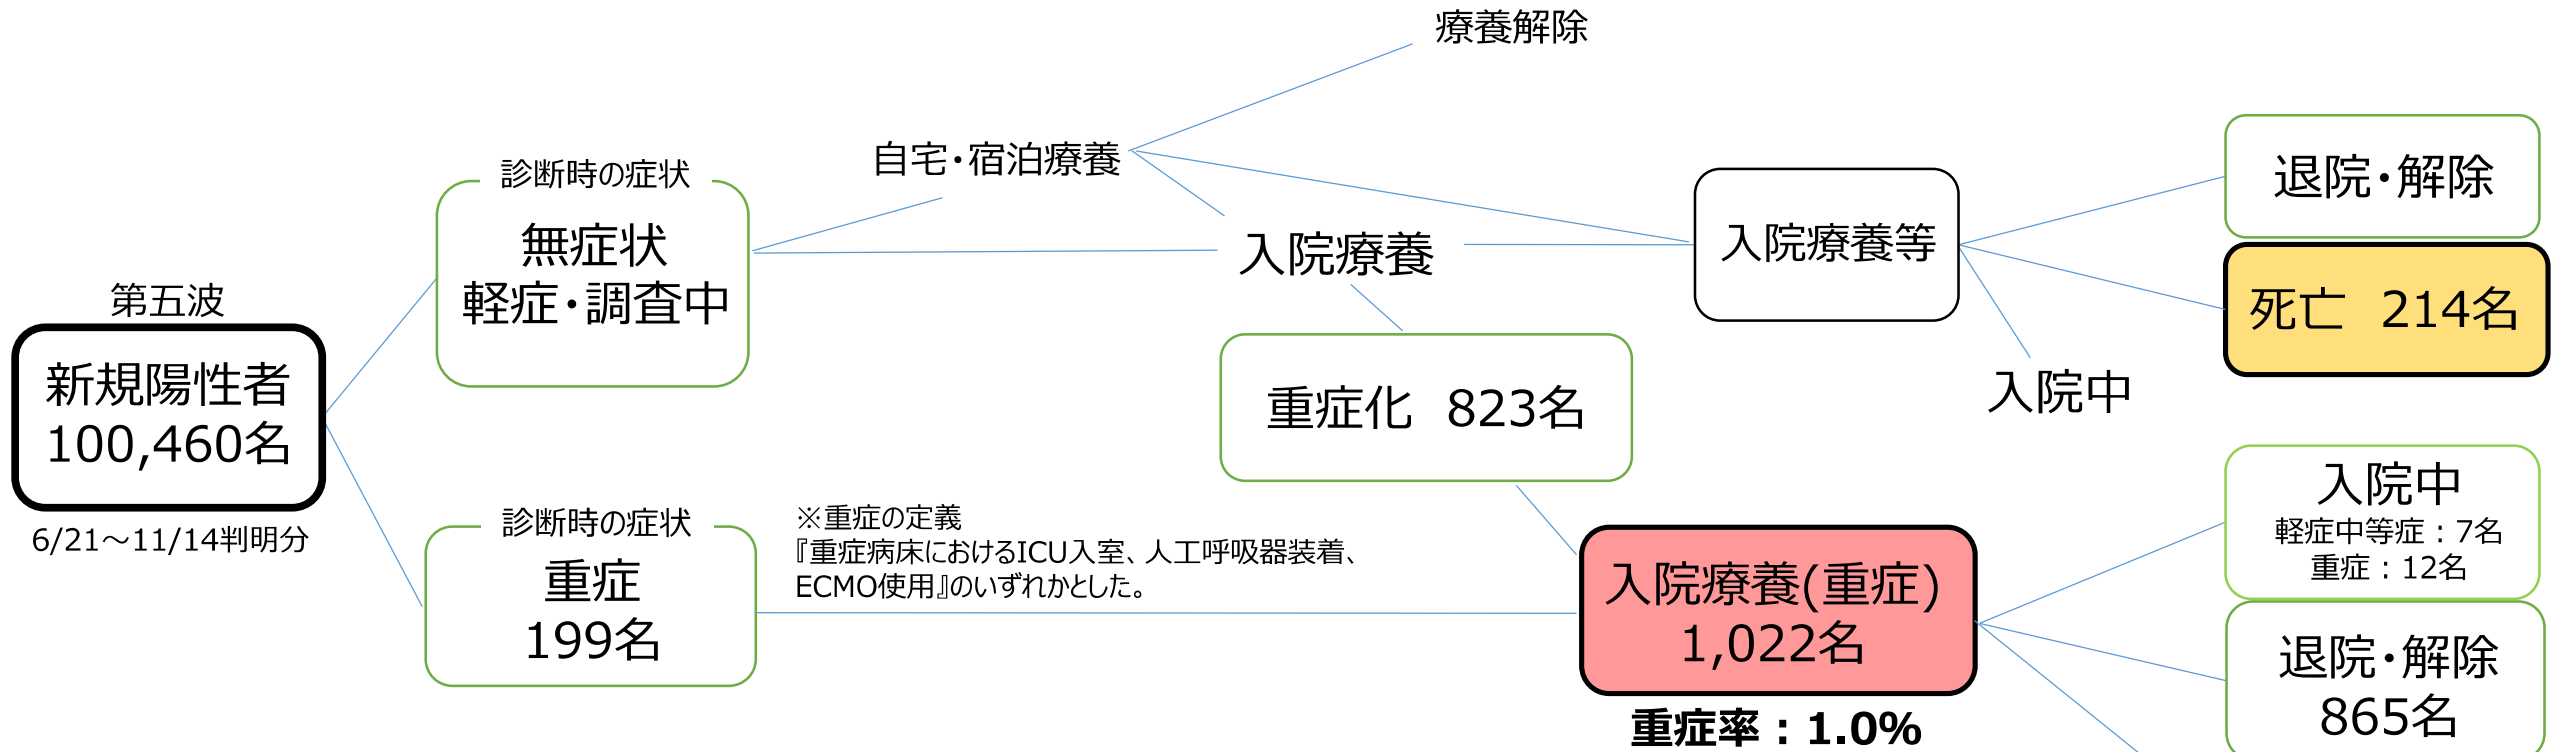 療養解除
自宅・宿泊療養
診断時の症状
無症状
軽症・調査中
入院療養
入院療養等
退院・解除
死亡　214名
入院中
第五波
新規陽性者
100,460名
6/21～11/14判明分
重症化　823名
診断時の症状
重症
199名
※重症の定義
『重症病床におけるICU入室、人工呼吸器装着、
ECMO使用』のいずれかとした。
入院療養(重症)
1,022名
重症率：1.0%
入院中
軽症中等症：7名
重症：12名
退院・解除
865名